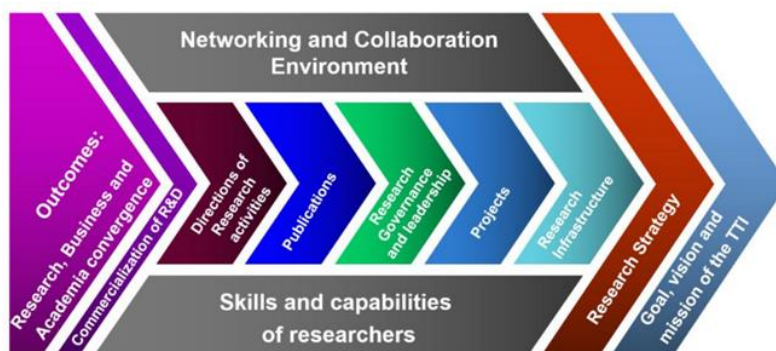 Networking and Collaboration
Environment
Outcomes:
Research, Business and
Academia convergence
Commercialization of R&D
Directions of
Research
activities
Publications
Research
Governance
and leadership
Projects
Research
Infrastructure
Research Strategy
Goal, vision and
mission of the TTI
Skills and capabilities
of researchers